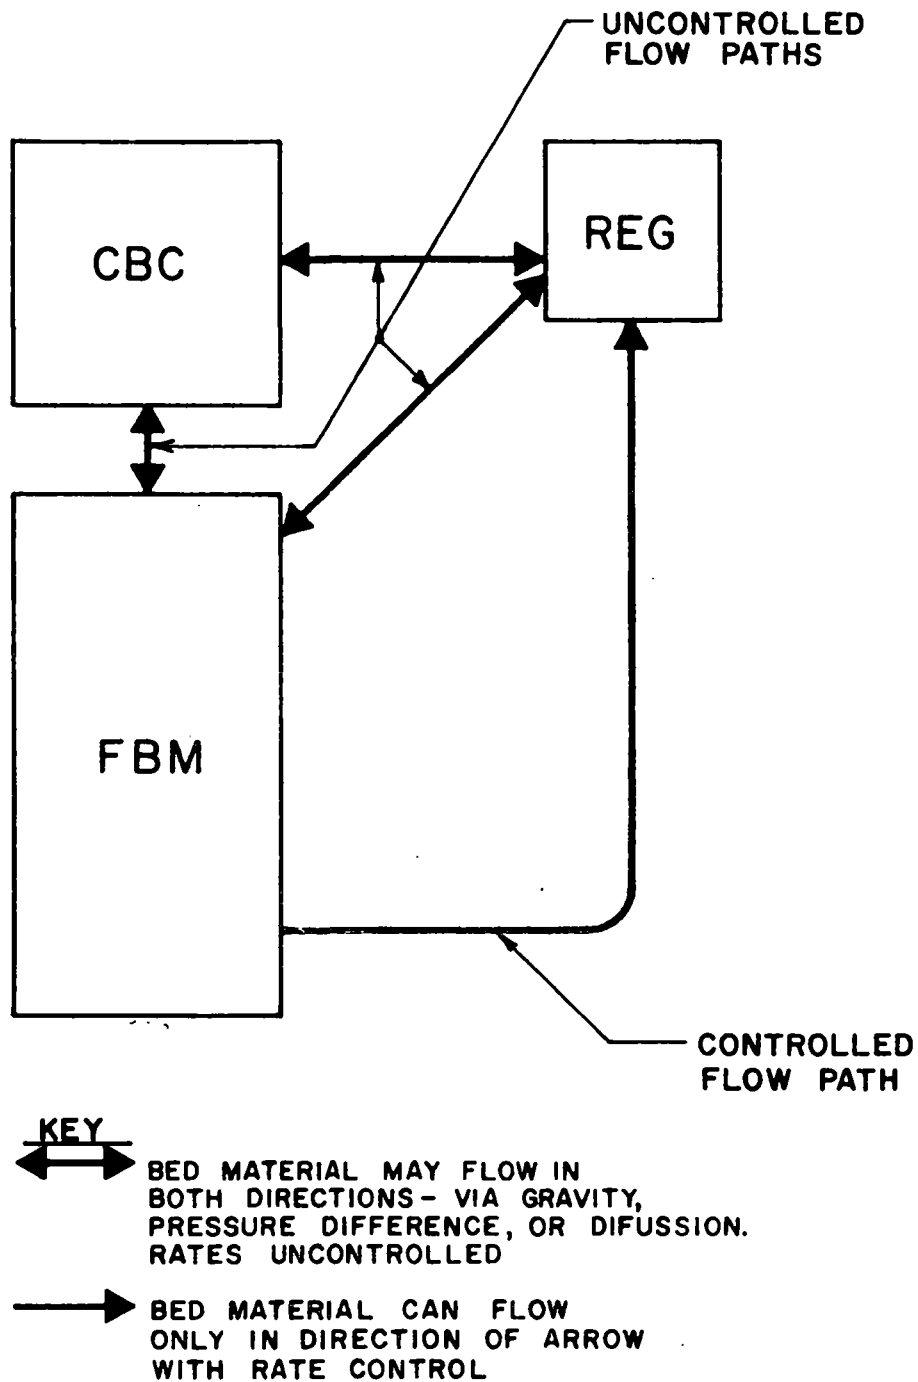 UNCONTROLLED
FLOW PATHS
CBC
REG
FBM
CONTROLLED
FLOW PATH
KEY
BED MATERIAL MAY FLOW IN
BOTH DIRECTIONS - VIA GRAVITY,
PRESSURE DIFFERENCE, OR DIFUSSION.
RATES UNCONTROLLED
BED MATERIAL CAN FLOW
ONLY IN DIRECTION OF ARROW
WITH RATE CONTROL